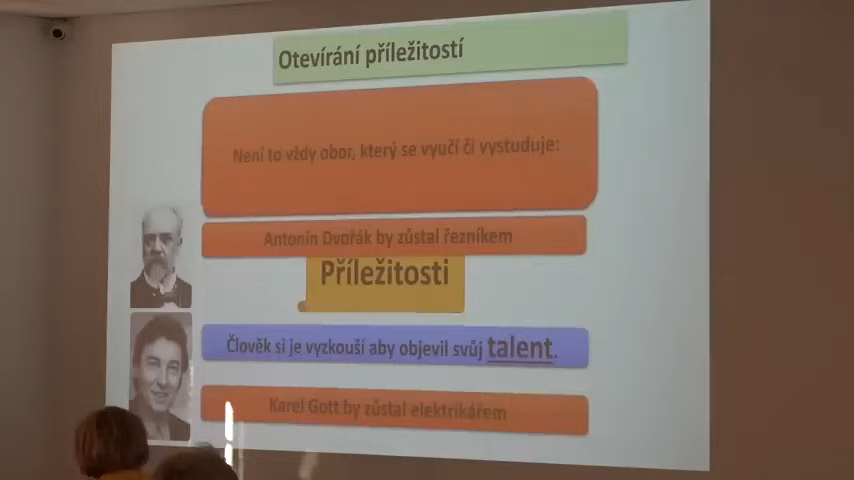 Otevírání příležitostí
Není to vždy obor, který se vyučí či vystuduje:
Antonín Dvořák by zůstal řezníkem
Příležitosti
Člověk si je vyzkouší aby objevil svůj talent.
Karel Gott by zůstal elektrikářem